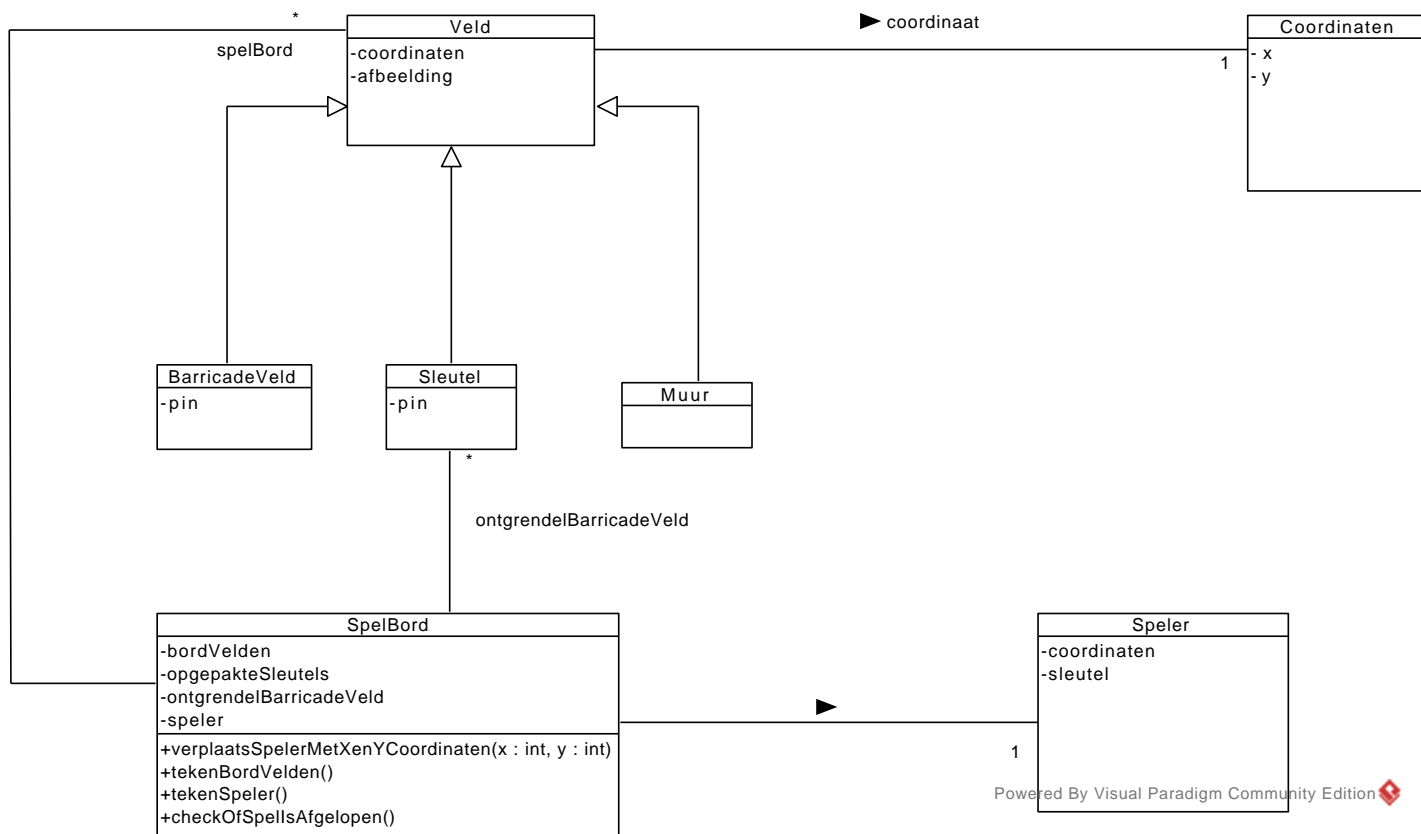 *
spelBord
Veld
-coordinaten
-afbeelding
coordinaat
1
Coordinaten
- x
- y
BarricadeVeld
-pin
Sleutel
-pin
Muur
*
ontgrendelBarricadeVeld
SpelBord
-bordVelden
-opgepakteSleutels
-ontgrendelBarricadeVeld
-speler
+verplaatsSpelerMetXenYCoordinaten(x : int, y : int)
+tekenBordVelden()
+tekenSpeler()
+checkOfSpelIsAfgelopen()
1
Speler
-coordinaten
-sleutel
Powered By Visual Paradigm Community Edition